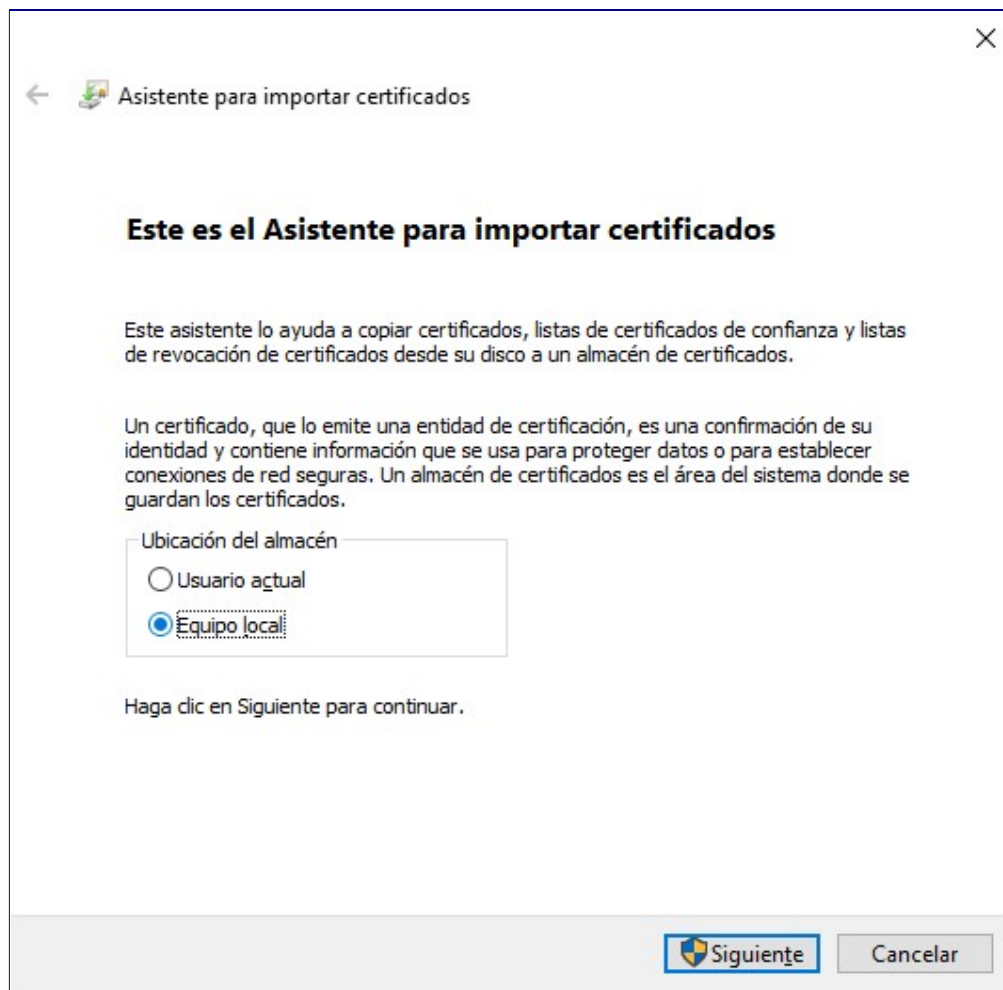 Asistente para importar certificados
Este es el Asistente para importar certificados
Este asistente lo ayuda a copiar certificados, listas de certificados de confianza y listas
de revocación de certificados desde su disco a un almacén de certificados.
Un certificado, que lo emite una entidad de certificación, es una confirmación de su
identidad y contiene información que se usa para proteger datos o para establecer
conexiones de red seguras. Un almacén de certificados es el área del sistema donde se
guardan los certificados.
Ubicación del almacén
Usuario actual
Equipo local
Haga clic en Siguiente para continuar.
Siguiente
Cancelar